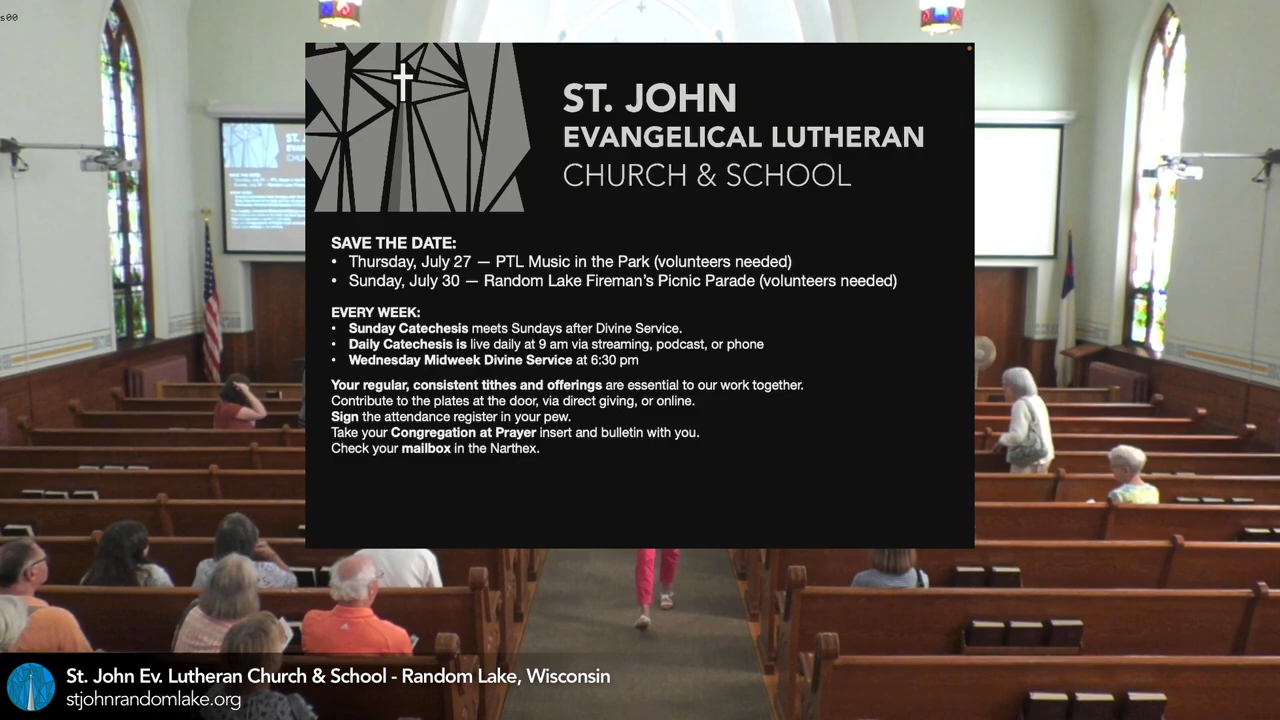 s00
ST. JOHN
EVANGELICAL LUTHERAN
CHURCH & SCHOOL
SAVE THE DATE:
• Thursday, July 27 — PTL Music in the Park (volunteers needed)
• Sunday, July 30 — Random Lake Fireman's Picnic Parade (volunteers needed)
EVERY WEEK:
• Sunday Catechesis meets Sundays after Divine Service.
• Daily Catechesis is live daily at 9 am via streaming, podcast, or phone
• Wednesday Midweek Divine Service at 6:30 pm
Your regular, consistent tithes and offerings are essential to our work together.
Contribute to the plates at the door, via direct giving, or online.
Sign the attendance register in your pew.
Take your Congregation at Prayer insert and bulletin with you.
Check your mailbox in the Narthex.
St. John Ev. Lutheran Church & School - Random Lake, Wisconsin
stjohnrandomlake.org